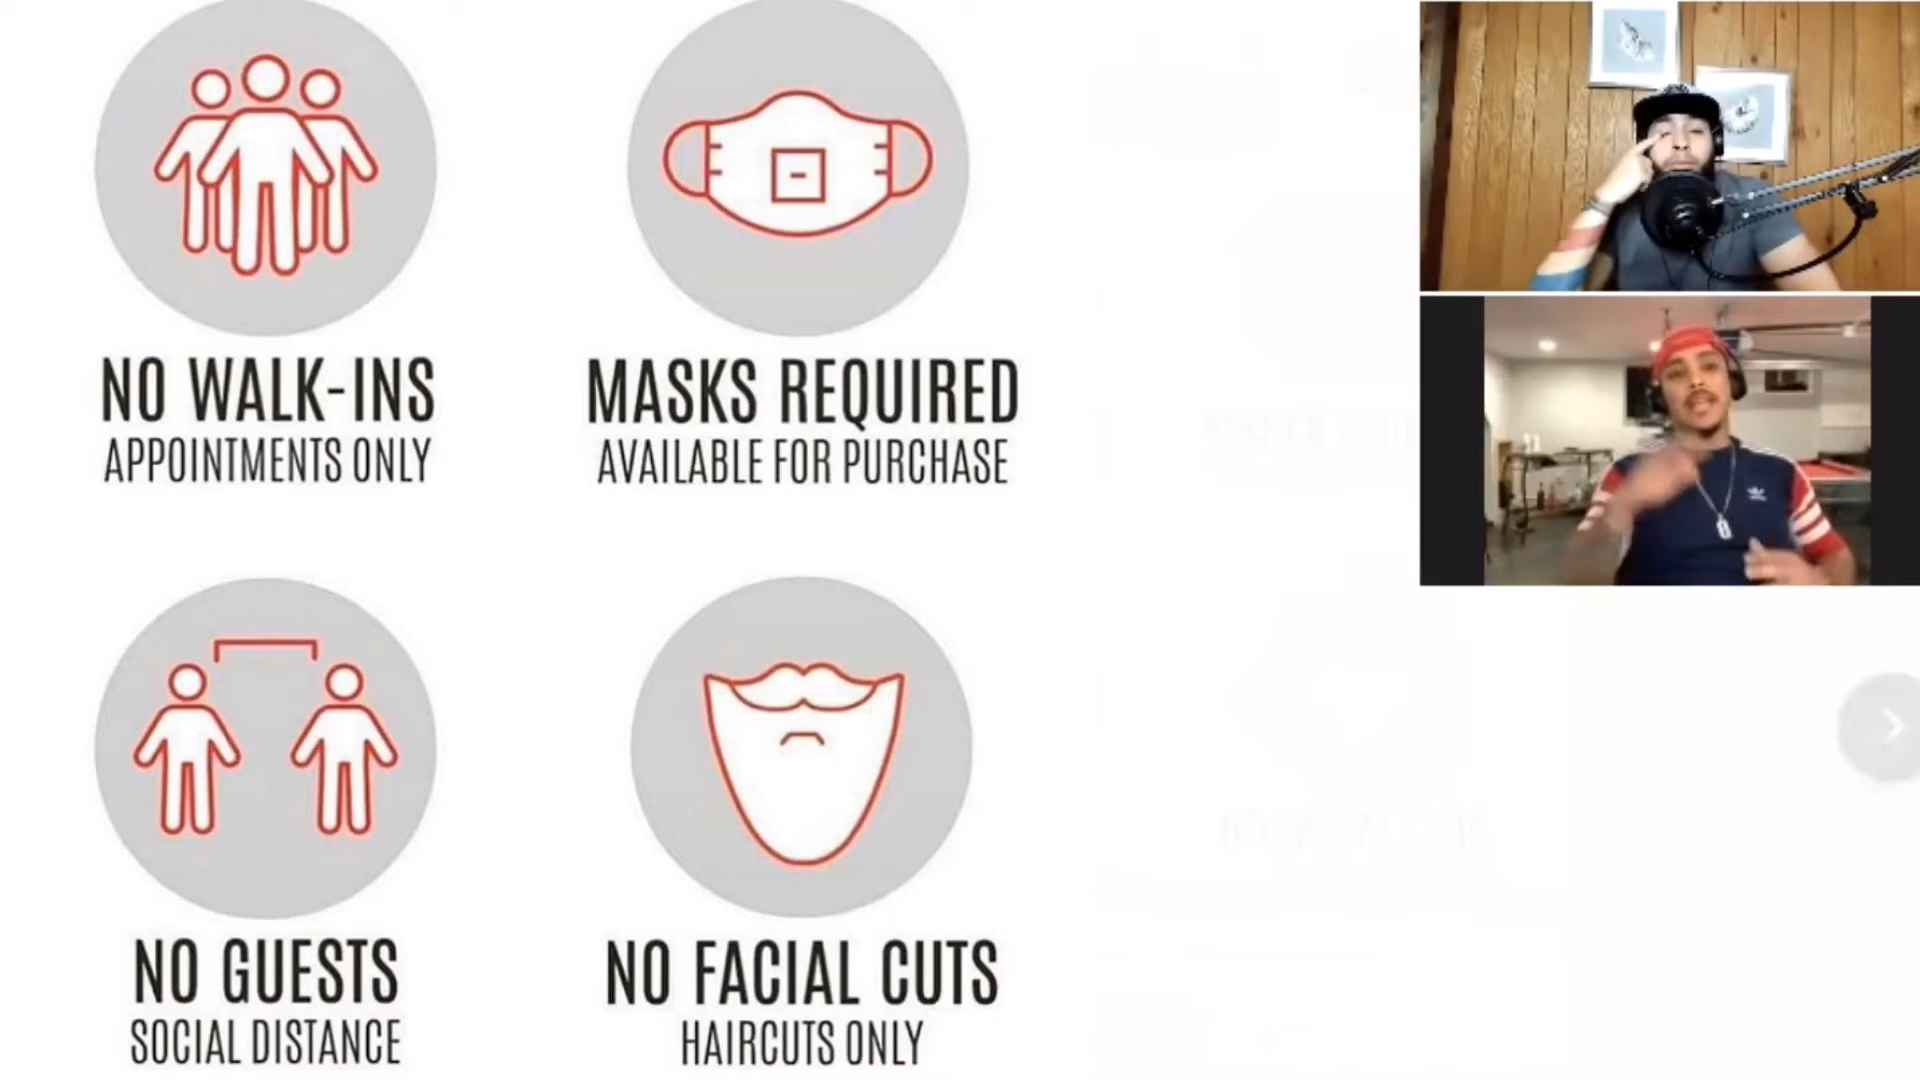 NO WALK-INS
APPOINTMENTS ONLY
MASKS REQUIRED
AVAILABLE FOR PURCHASE
NO GUESTS
SOCIAL DISTANCE
NO FACIAL CUTS
HAIRCUTS ONLY